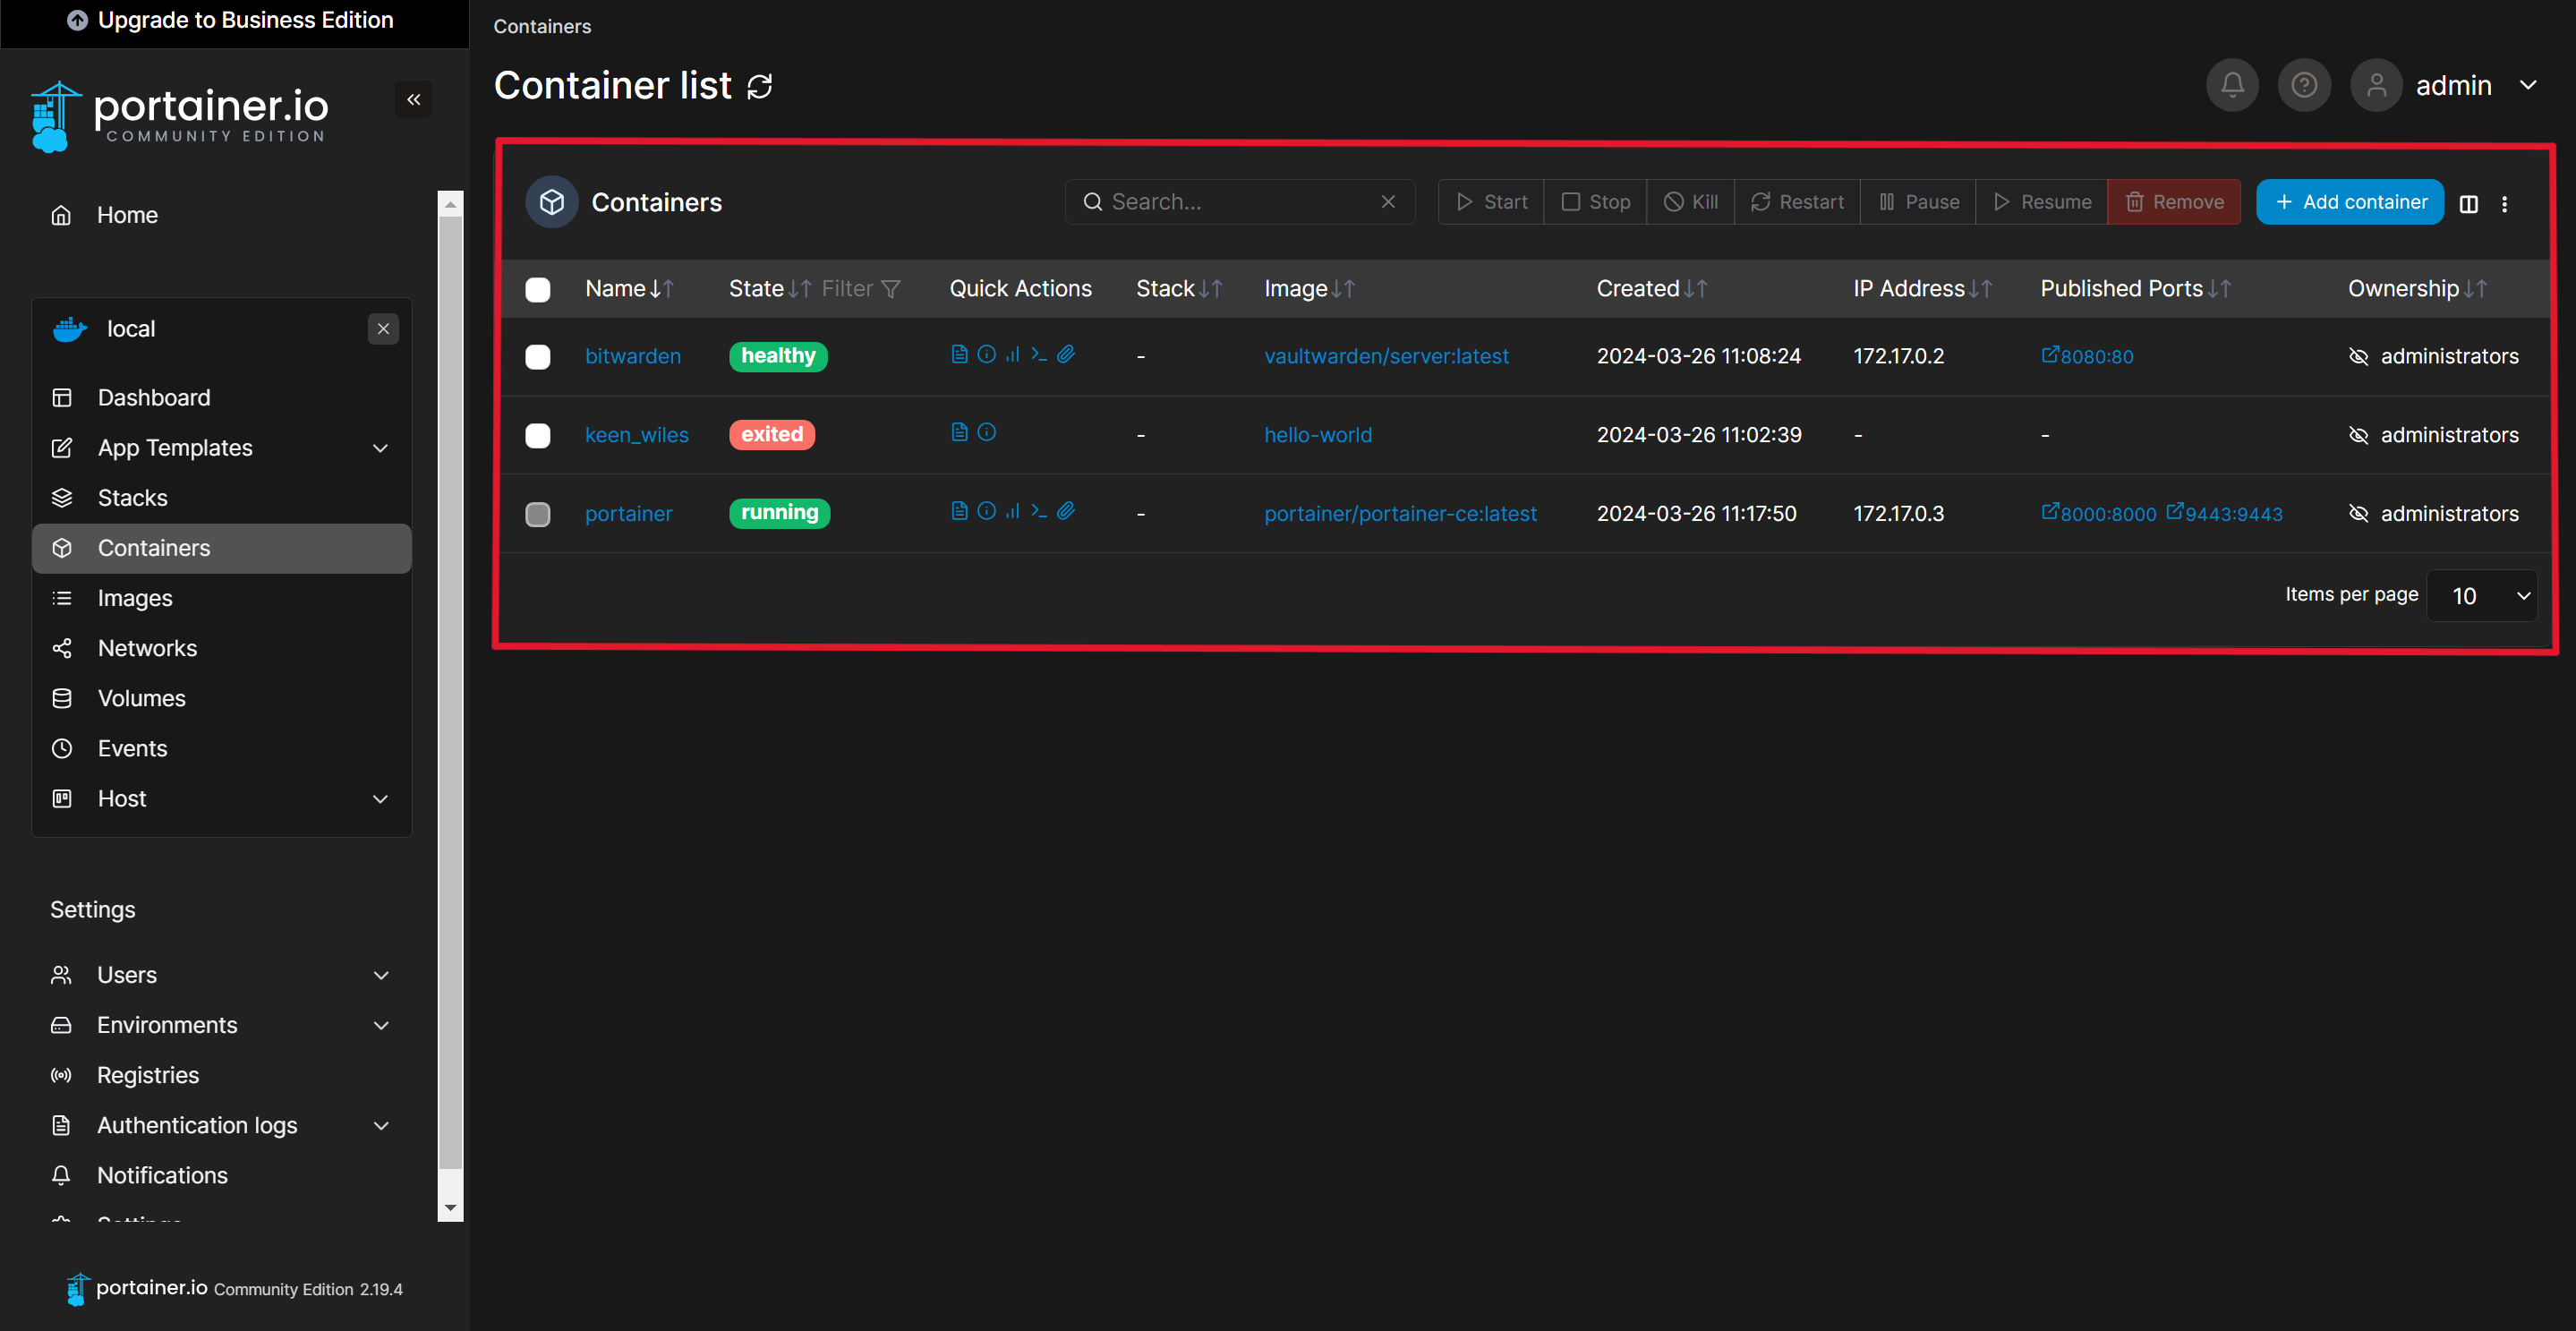 Upgrade to Business Edition
portainer.io
COMMUNITY EDITION
Home
local
Dashboard
App Templates
Stacks
Containers
Images
Networks
Volumes
Events
Host
Settings
Users
Environments
Registries
Authentication logs
Notifications
Settings
portainer.io Community Edition 2.19.4
Containers
Container list
admin
Containers Search... Start Stop Kill Restart Pause Resume Remove + Add container
Name State Filter Quick Actions Stack Image Created IP Address Published Ports Ownership
bitwarden healthy - vaultwarden/server:latest 2024-03-26 11:08:24 172.17.0.2 8080:80 administrators
keen_wiles exited - hello-world 2024-03-26 11:02:39 - - administrators
portainer running - portainer/portainer-ce:latest 2024-03-26 11:17:50 172.17.0.3 8000:8000 9443:9443 administrators
Items per page 10